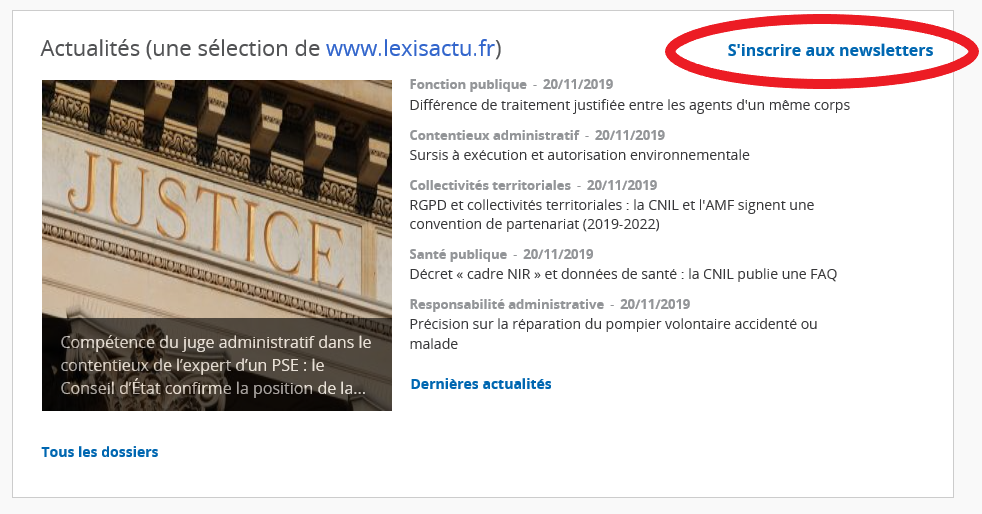 Actualités (une sélection de www.lexisactu.fr)
S'inscrire aux newsletters
JUSTICE
Compétence du juge administratif dans le
contentieux de l’expert d’un PSE : le
Conseil d’État confirme la position de la...
Fonction publique - 20/11/2019
Différence de traitement justifiée entre les agents d'un même corps
Contentieux administratif - 20/11/2019
Sursis à exécution et autorisation environnementale
Collectivités territoriales - 20/11/2019
RGPD et collectivités territoriales : la CNIL et l'AMF signent une
convention de partenariat (2019-2022)
Santé publique - 20/11/2019
Décret « cadre NIR » et données de santé : la CNIL publie une FAQ
Responsabilité administrative - 20/11/2019
Précision sur la réparation du pompier volontaire accidenté ou
malade
Dernières actualités
Tous les dossiers